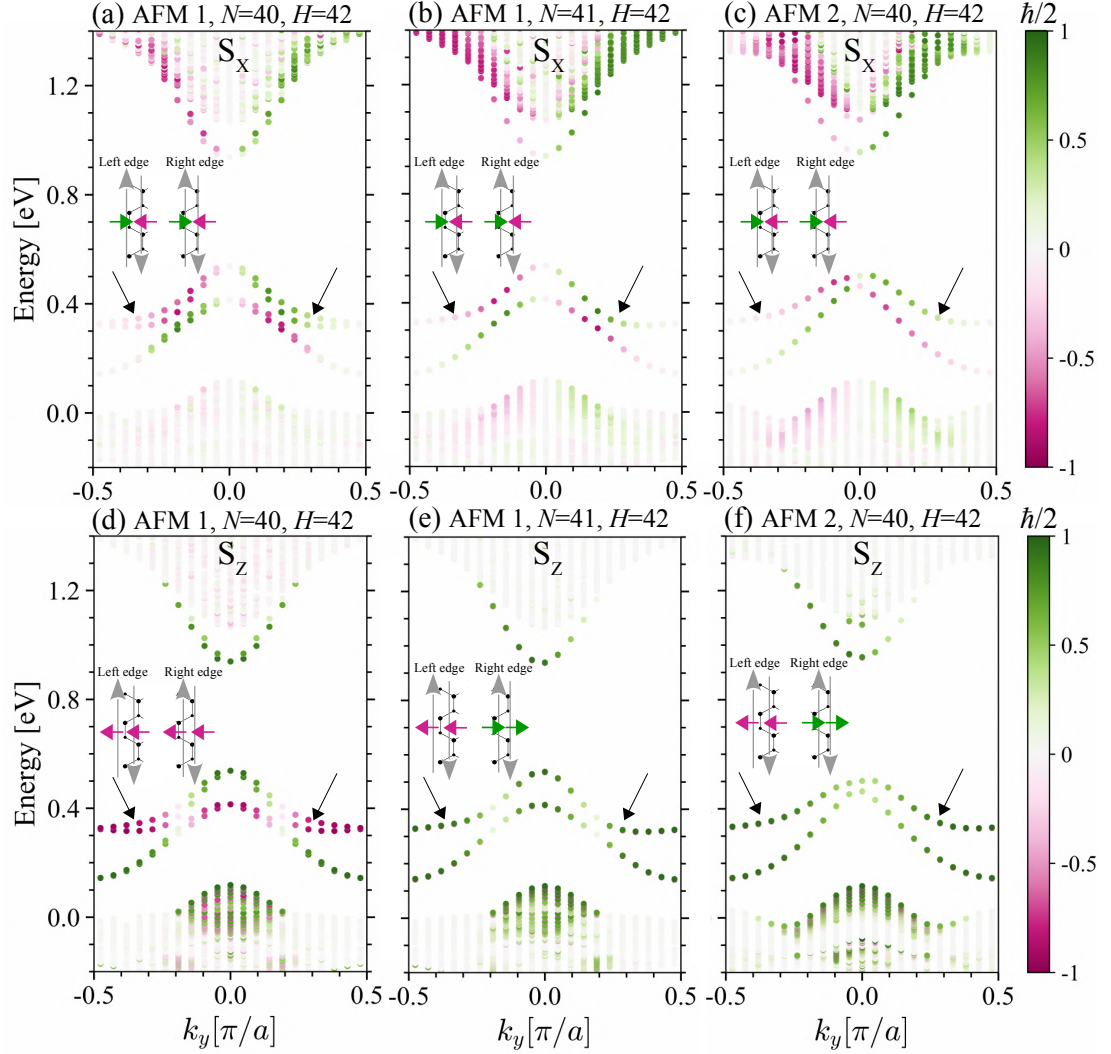 (a) AFM 1, N=40, H=42
(b) AFM 1, N=41, H=42
(c) AFM 2, N=40, H=42
ħ/2
S_X
S_X
S_X
Energy [eV]
1.2
0.8
0.4
0.0
Left edge
Right edge
Left edge
Right edge
Left edge
Right edge
1
0.5
0
-0.5
-1
-0.5
0.0
0.5
-0.5
0.0
0.5
-0.5
0.0
0.5
(d) AFM 1, N=40, H=42
(e) AFM 1, N=41, H=42
(f) AFM 2, N=40, H=42
ħ/2
S_Z
S_Z
S_Z
Energy [eV]
1.2
0.8
0.4
0.0
Left edge
Right edge
Left edge
Right edge
Left edge
Right edge
1
0.5
0
-0.5
-1
-0.5
0.0
0.5
-0.5
0.0
0.5
-0.5
0.0
0.5
k_y[π/a]
k_y[π/a]
k_y[π/a]